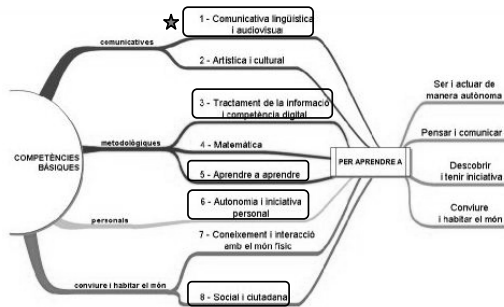 COMPETÈNCIES
BÀSIQUES
comunicatives
1 - Comunicativa lingüística
i audiovisual
2 - Artística i cultural
metodològiques
3 - Tractament de la informació
i competència digital
4 - Matemàtica
5 - Aprendre a aprendre
personals
6 - Autonomia i iniciativa
personal
conviure i habitar el món
7 - Coneixement i interacció
amb el món físic
8 - Social i ciutadana
PER APRENDRE A
Ser i actuar de
manera autònoma
Pensar i comunicar
Descobrir
i tenir iniciativa
Conviure
i habitar el món